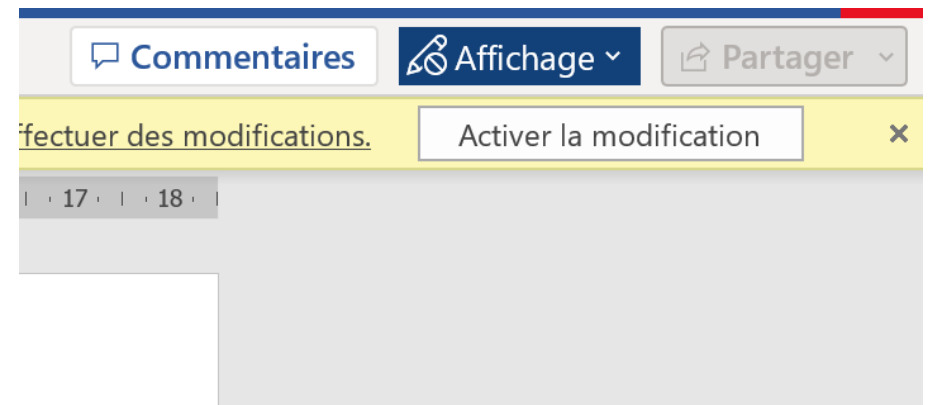 Commentaires Affichage Partager
ffectuer des modifications. Activer la modification
17 18